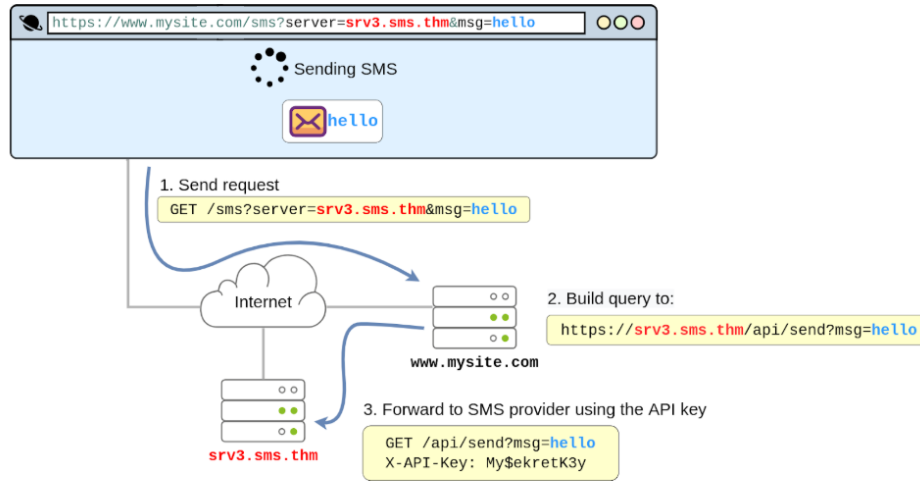 https://www.mysite.com/sms?server=srv3.sms.thm&msg=hello
Sending SMS
hello
1. Send request
GET /sms?server=srv3.sms.thm&msg=hello
Internet
www.mysite.com
2. Build query to:
https://srv3.sms.thm/api/send?msg=hello
srv3.sms.thm
3. Forward to SMS provider using the API key
GET /api/send?msg=hello
X-API-Key: My$ekretK3y